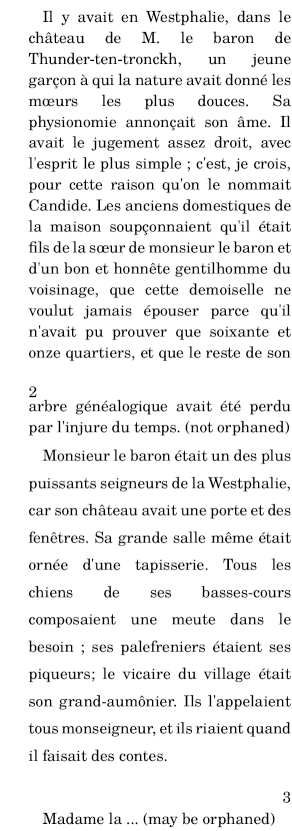 Il y avait en Westphalie, dans le
château de M. le baron de
Thunder-ten-tronckh, un jeune
garçon à qui la nature avait donné les
mœurs les plus douces. Sa
physionomie annonçait son âme. Il
avait le jugement assez droit, avec
l'esprit le plus simple ; c'est, je crois,
pour cette raison qu'on le nommait
Candide. Les anciens domestiques de
la maison soupçonnaient qu'il était
fils de la sœur de monsieur le baron et
d'un bon et honnête gentilhomme du
voisinage, que cette demoiselle ne
voulut jamais épouser parce qu'il
n'avait pu prouver que soixante et
onze quartiers, et que le reste de son
2
arbre généalogique avait été perdu
par l'injure du temps. (not orphaned)
Monsieur le baron était un des plus
puissants seigneurs de la Westphalie,
car son château avait une porte et des
fenêtres. Sa grande salle même était
ornée d'une tapisserie. Tous les
chiens de ses basses-cours
composaient une meute dans le
besoin ; ses palefreniers étaient ses
piqueurs; le vicaire du village était
son grand-aumônier. Ils l'appelaient
tous monseigneur, et ils riaient quand
il faisait des contes.
3
Madame la ... (may be orphaned)